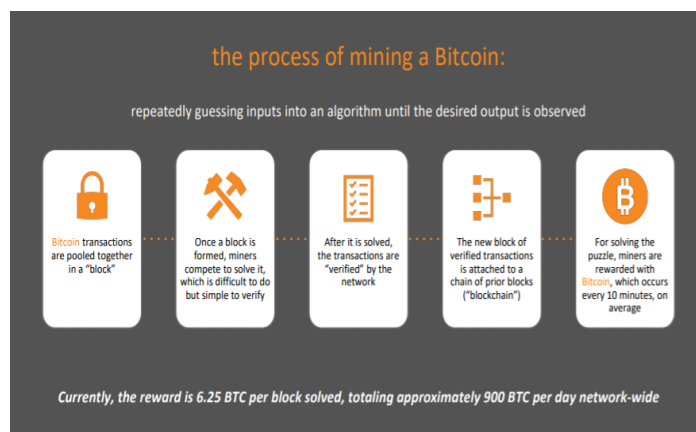 the process of mining a Bitcoin:
repeatedly guessing inputs into an algorithm until the desired output is observed
Bitcoin transactions
are pooled together
in a “block”
Once a block is
formed, miners
compete to solve it,
which is difficult to do
but simple to verify
After it is solved,
the transactions are
“verified” by the
network
The new block of
verified transactions
is attached to a
chain of prior blocks
(“blockchain”)
For solving the
puzzle, miners are
rewarded with
Bitcoin, which occurs
every 10 minutes, on
average
Currently, the reward is 6.25 BTC per block solved, totaling approximately 900 BTC per day network-wide